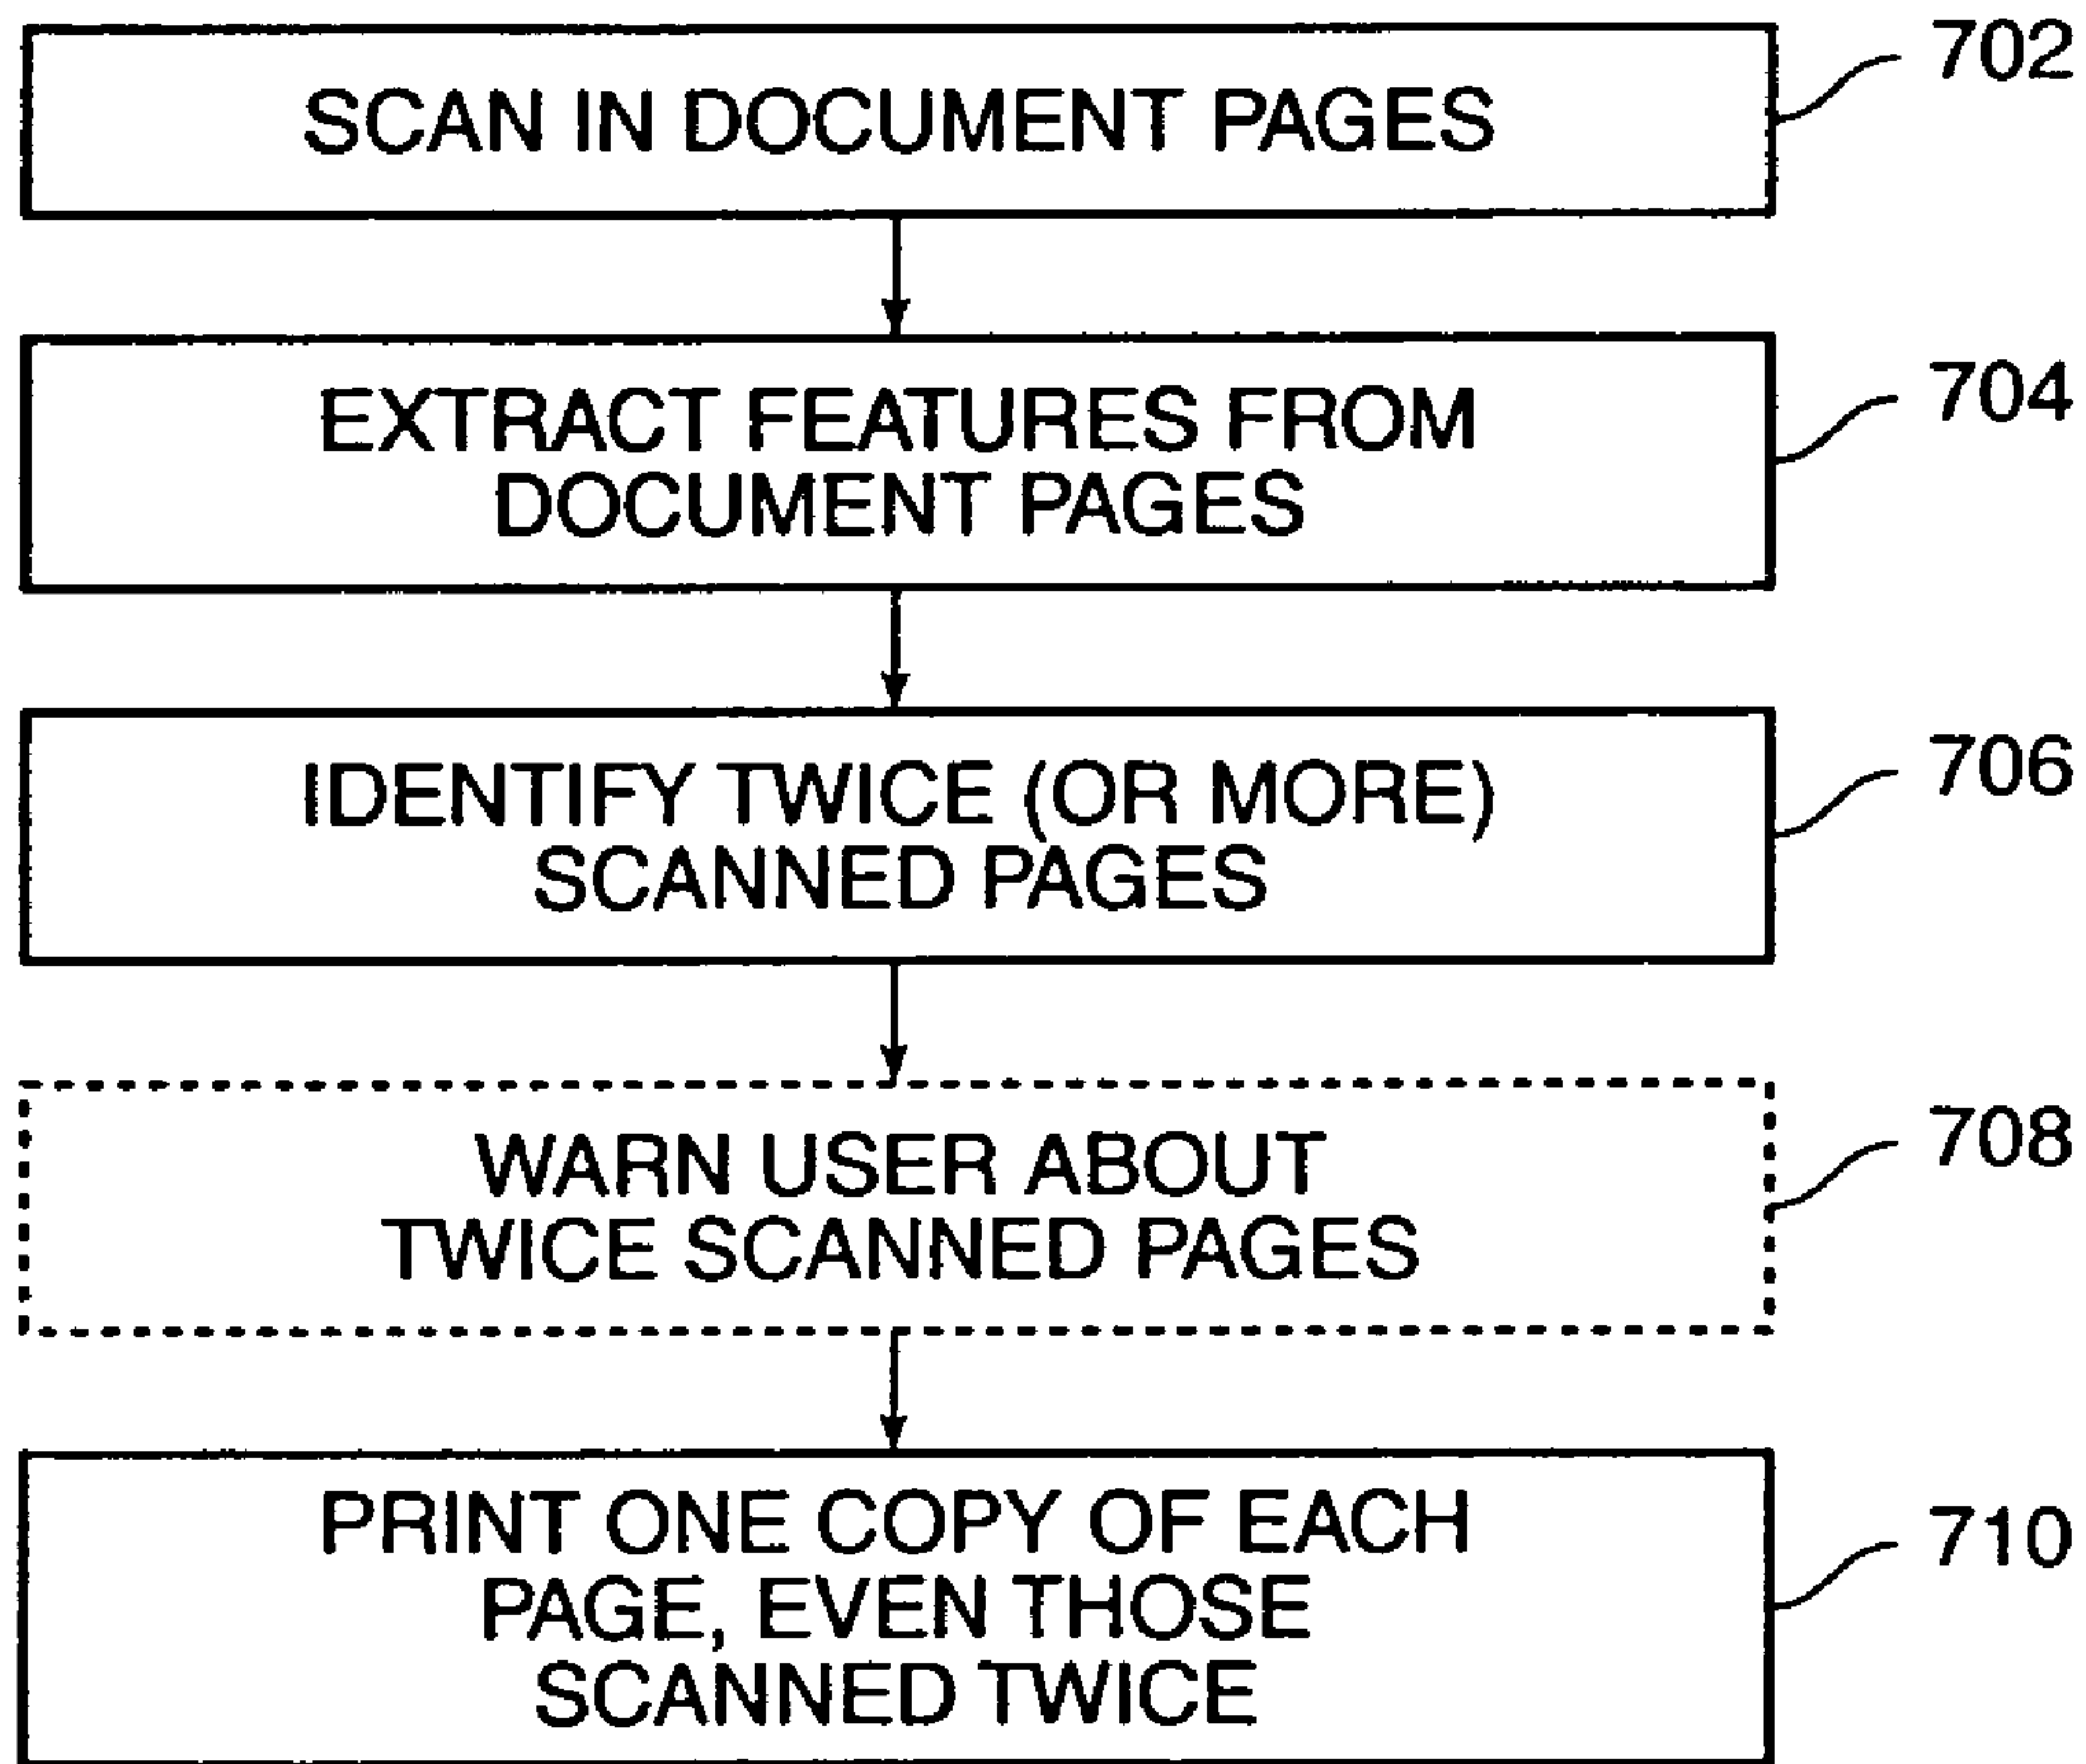 702
SCAN IN DOCUMENT PAGES
704
EXTRACT FEATURES FROM
DOCUMENT PAGES
706
IDENTIFY TWICE (OR MORE)
SCANNED PAGES
708
WARN USER ABOUT
TWICE SCANNED PAGES
710
PRINT ONE COPY OF EACH
PAGE, EVEN THOSE
SCANNED TWICE